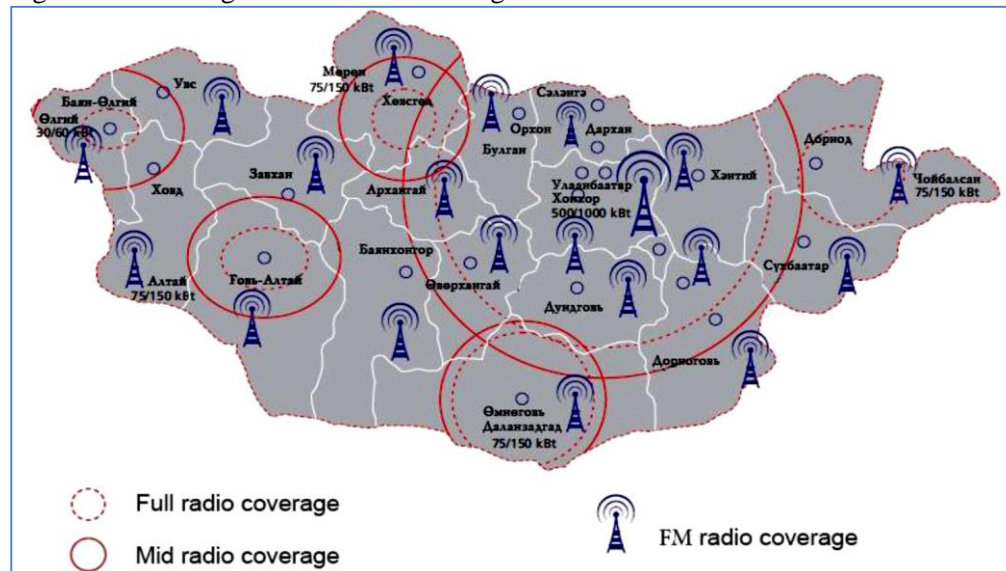 Мөрөн
75/150 kBt
Хөвсгөл
Увс
Баян-Өлгий
Өлгий
30/60 kBt
Ховд
Завхан
Архангай
Сэлэнгэ
Орхон
Дархан
Булган
Улаанбаатар
Хонхор
500/1000 kBt
Хэнтий
Дорнод
Чойбалсан
75/150 kBt
Алтай
75/150 kBt
Говь-Алтай
Баянхонгор
Өвөрхангай
Дундговь
Сүхбаатар
Дорноговь
Өмнөговь
Даланзадгад
75/150 kBt
Full radio coverage
Mid radio coverage
FM radio coverage